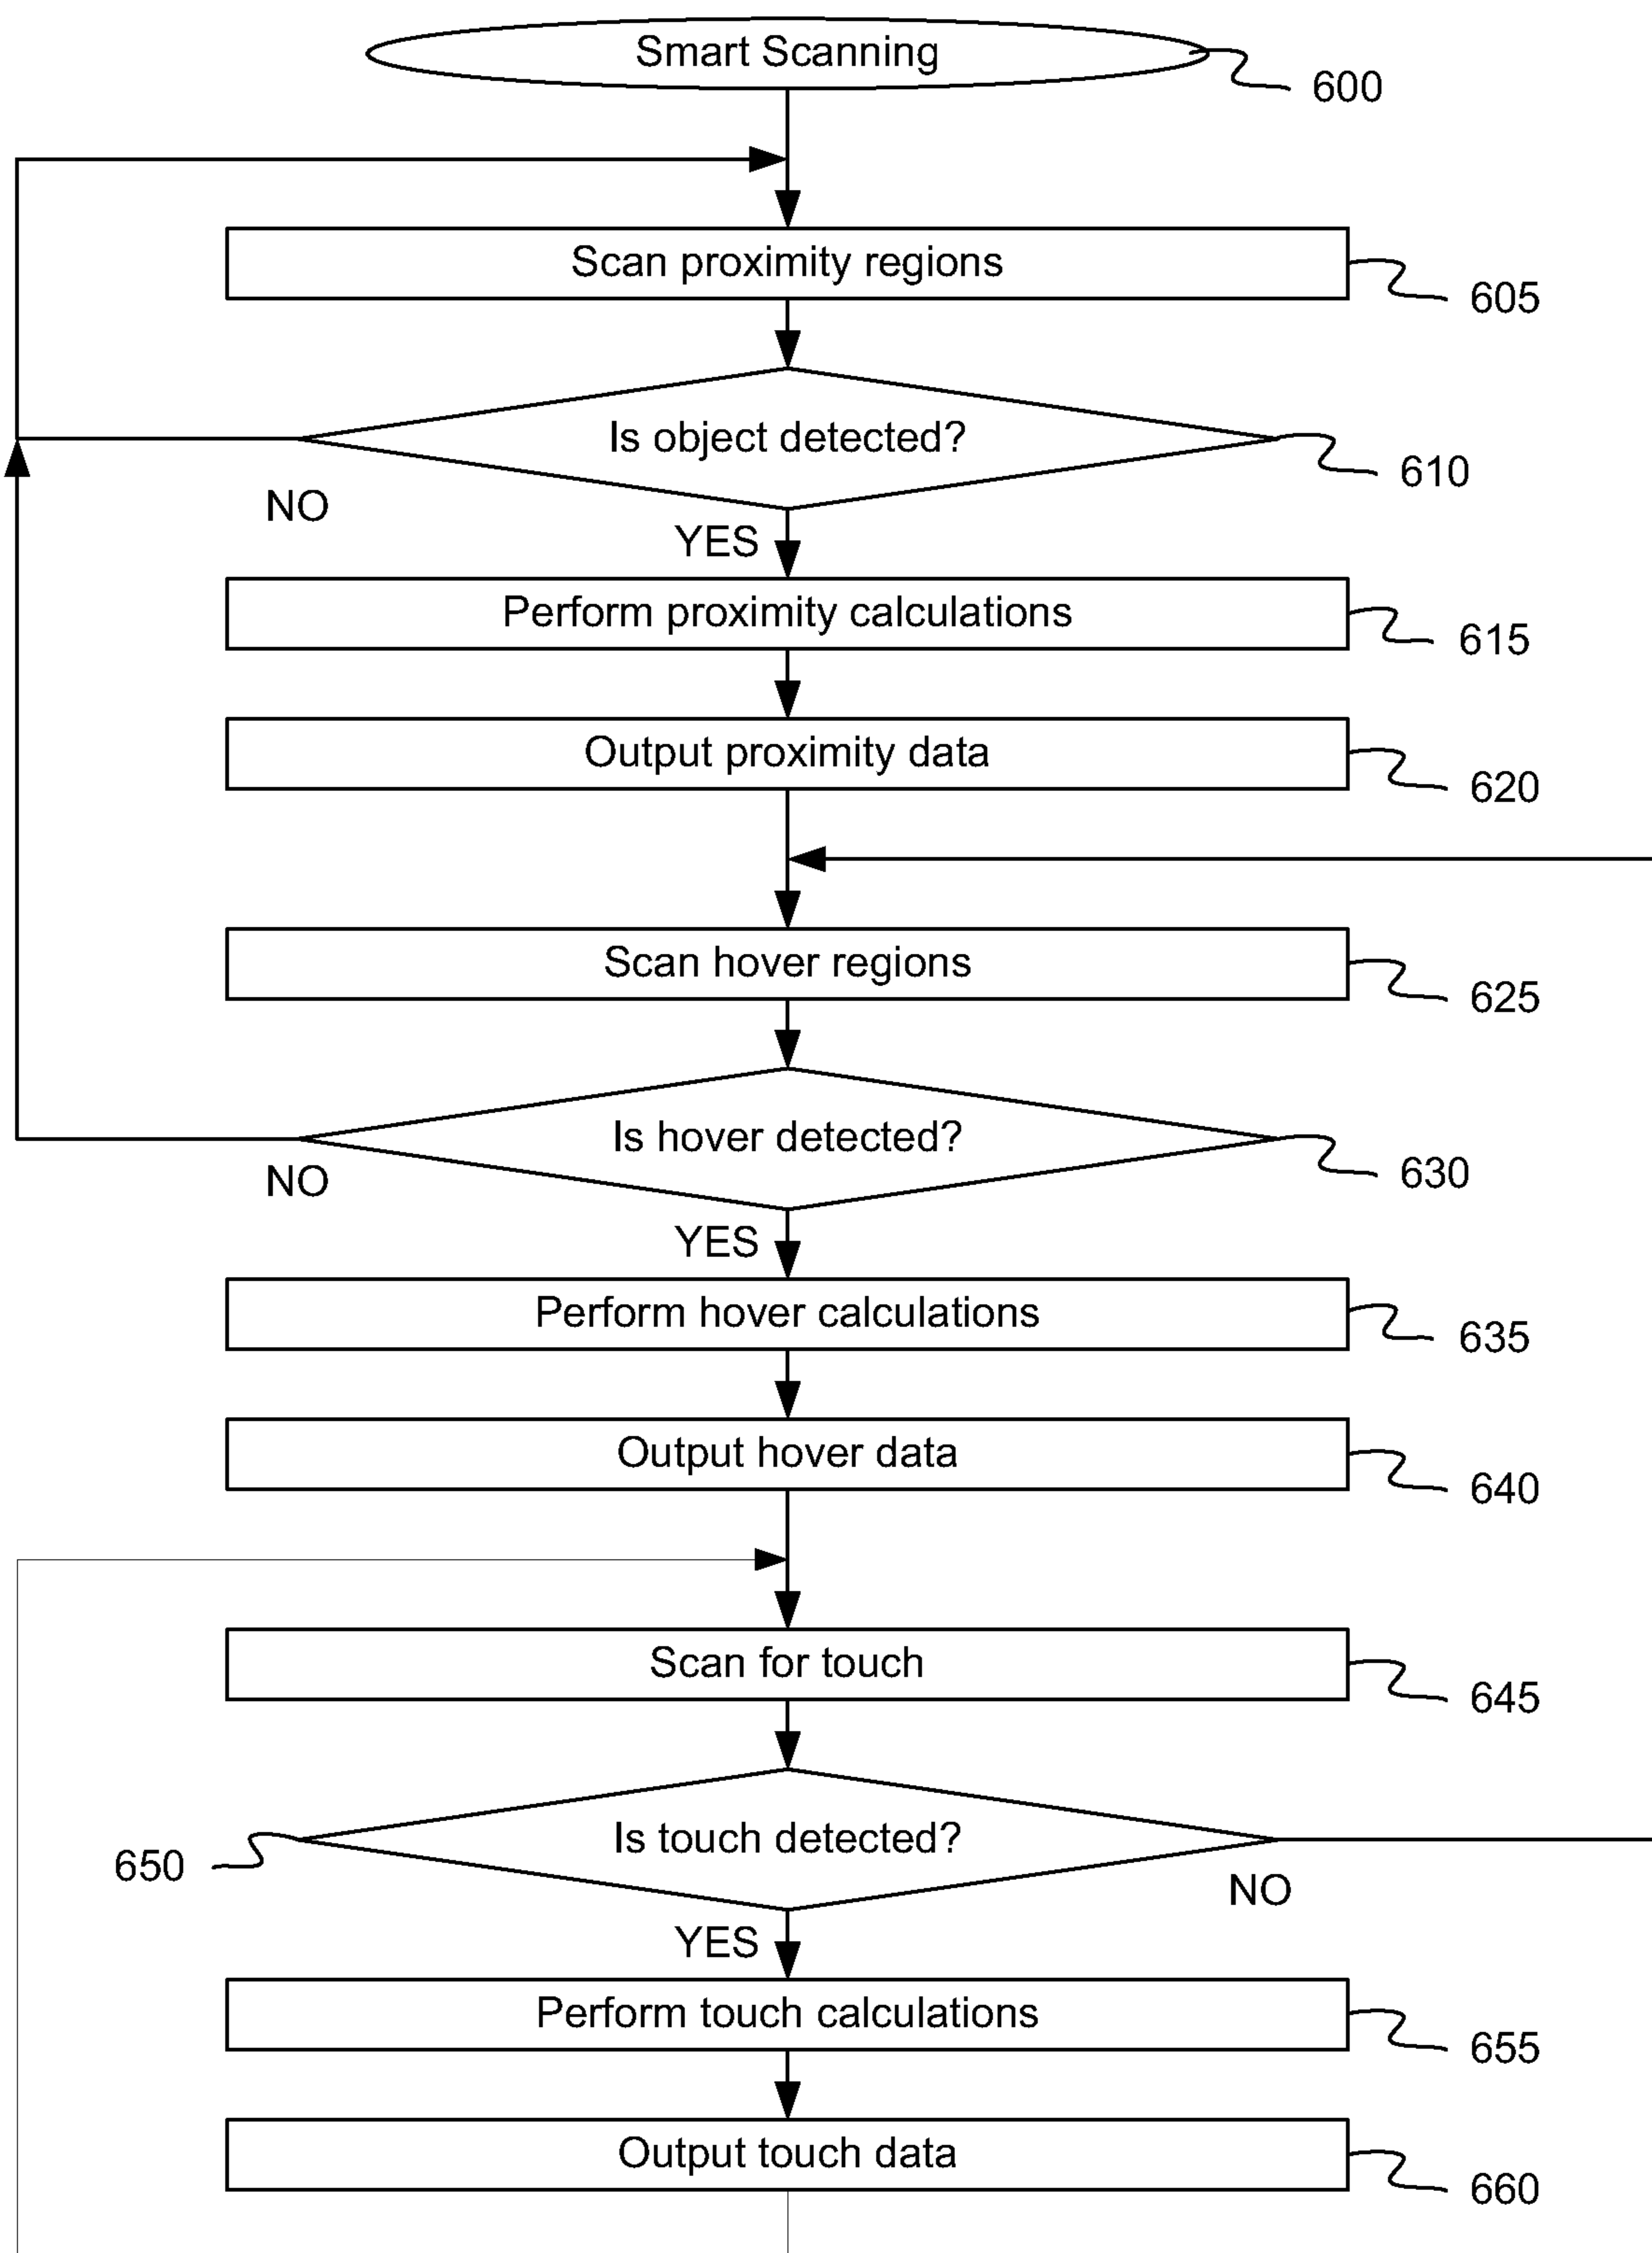 Smart Scanning
600
Scan proximity regions
605
Is object detected?
610
NO
YES
Perform proximity calculations
615
Output proximity data
620
Scan hover regions
625
Is hover detected?
630
NO
YES
Perform hover calculations
635
Output hover data
640
Scan for touch
645
Is touch detected?
650
NO
YES
Perform touch calculations
655
Output touch data
660